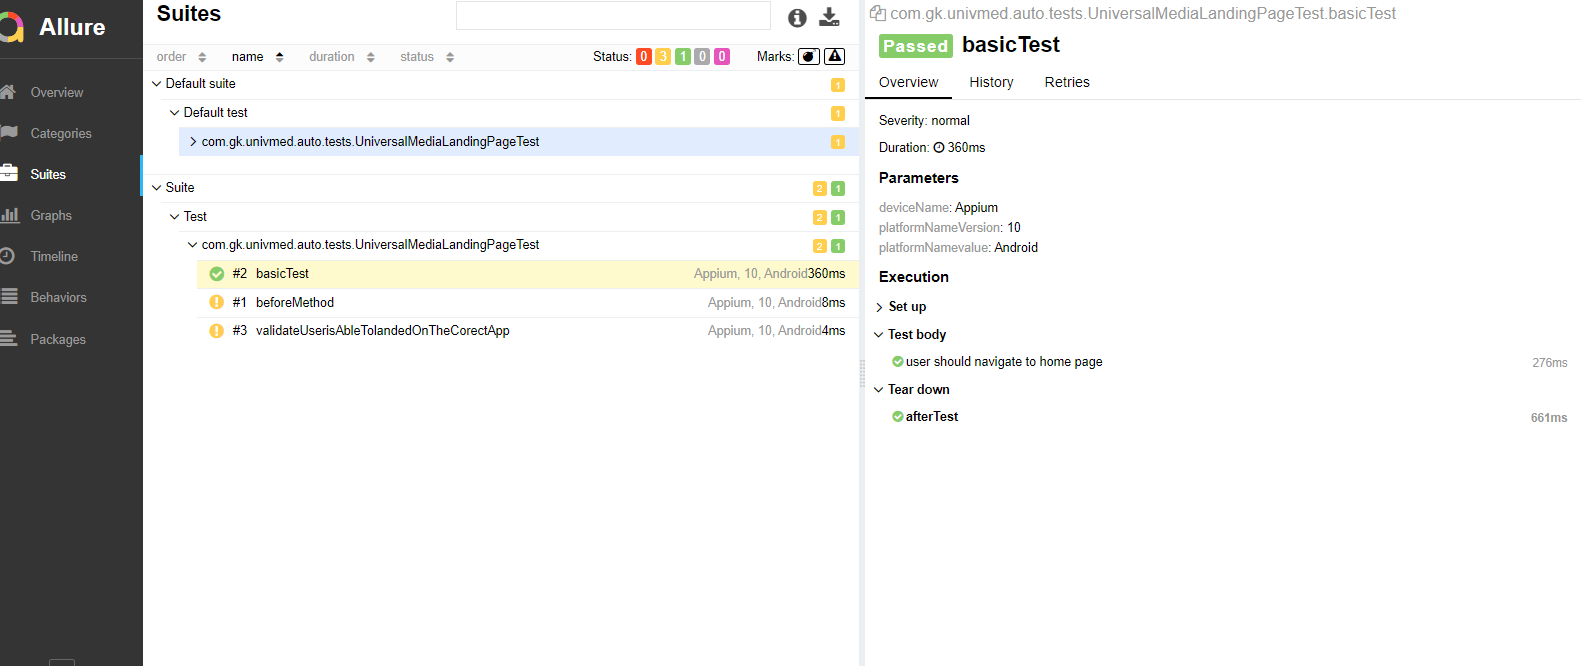 Allure
Overview
Categories
Suites
Graphs
Timeline
Behaviors
Packages
Suites
order name duration status Status: 0 3 1 0 0 Marks:
Default suite 1
Default test 1
com.gk.univmed.auto.tests.UniversalMediaLandingPageTest 1
Suite 2 1
Test 2 1
com.gk.univmed.auto.tests.UniversalMediaLandingPageTest 2 1
#2 basicTest Appium, 10, Android360ms
#1 beforeMethod Appium, 10, Android8ms
#3 validateUserisAbleTolandedOnTheCorectApp Appium, 10, Android4ms
com.gk.univmed.auto.tests.UniversalMediaLandingPageTest.basicTest
Passed basicTest
Overview History Retries
Severity: normal
Duration: 360ms
Parameters
deviceName: Appium
platformNameVersion: 10
platformNamevalue: Android
Execution
Set up
Test body
user should navigate to home page 276ms
Tear down
afterTest 661ms